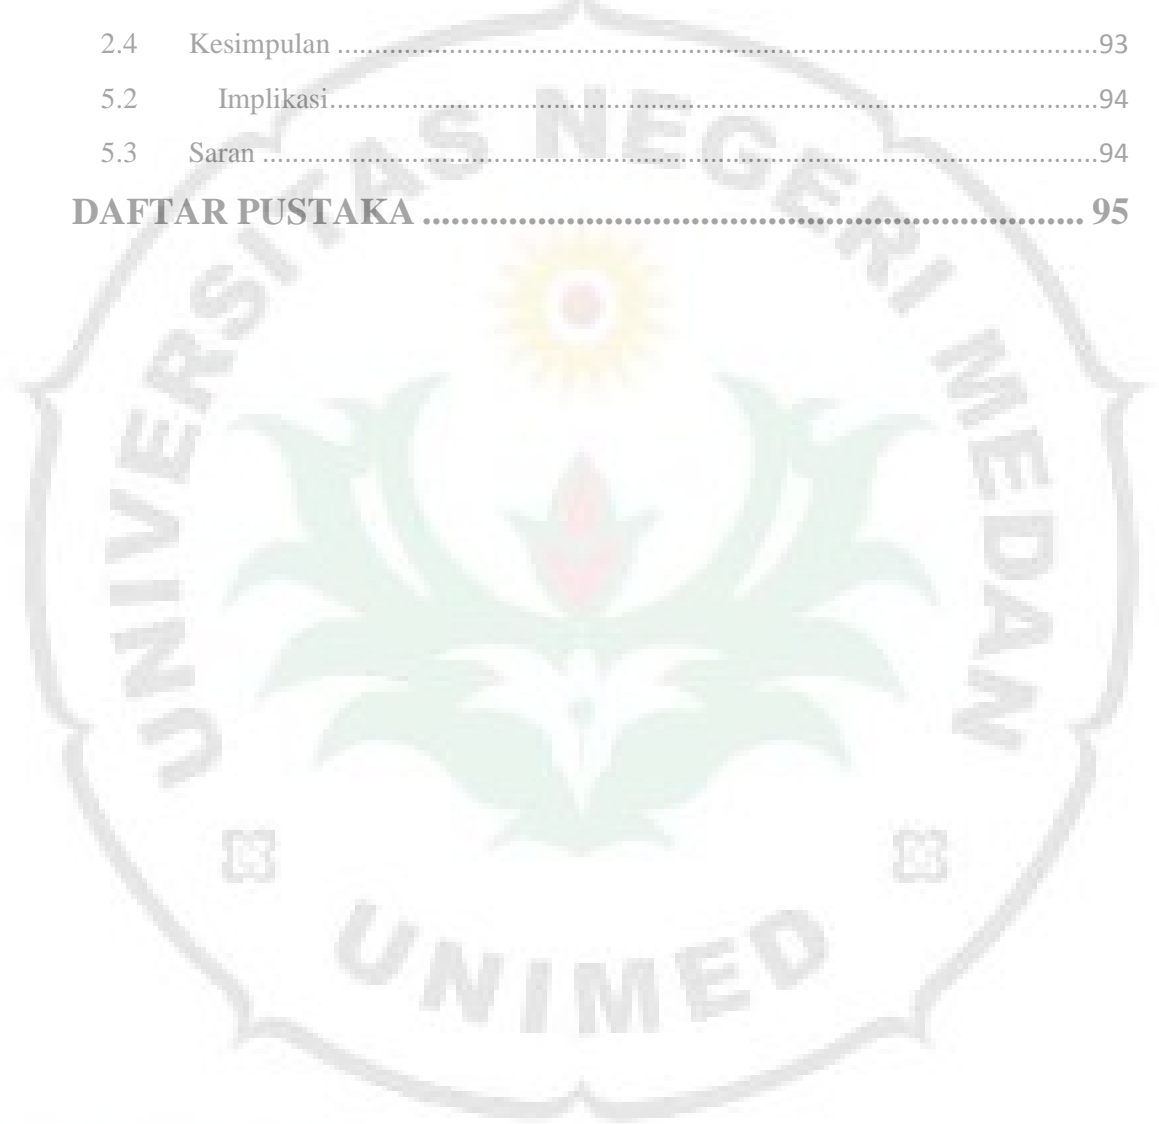 2.4 Kesimpulan ........................................................................................................93
5.2 Implikasi.........................................................................................................94
5.3 Saran ..................................................................................................................94
DAFTAR PUSTAKA ...................................................................... 95
UNIVERSITAS NEGERI MEDAN
UNIMED